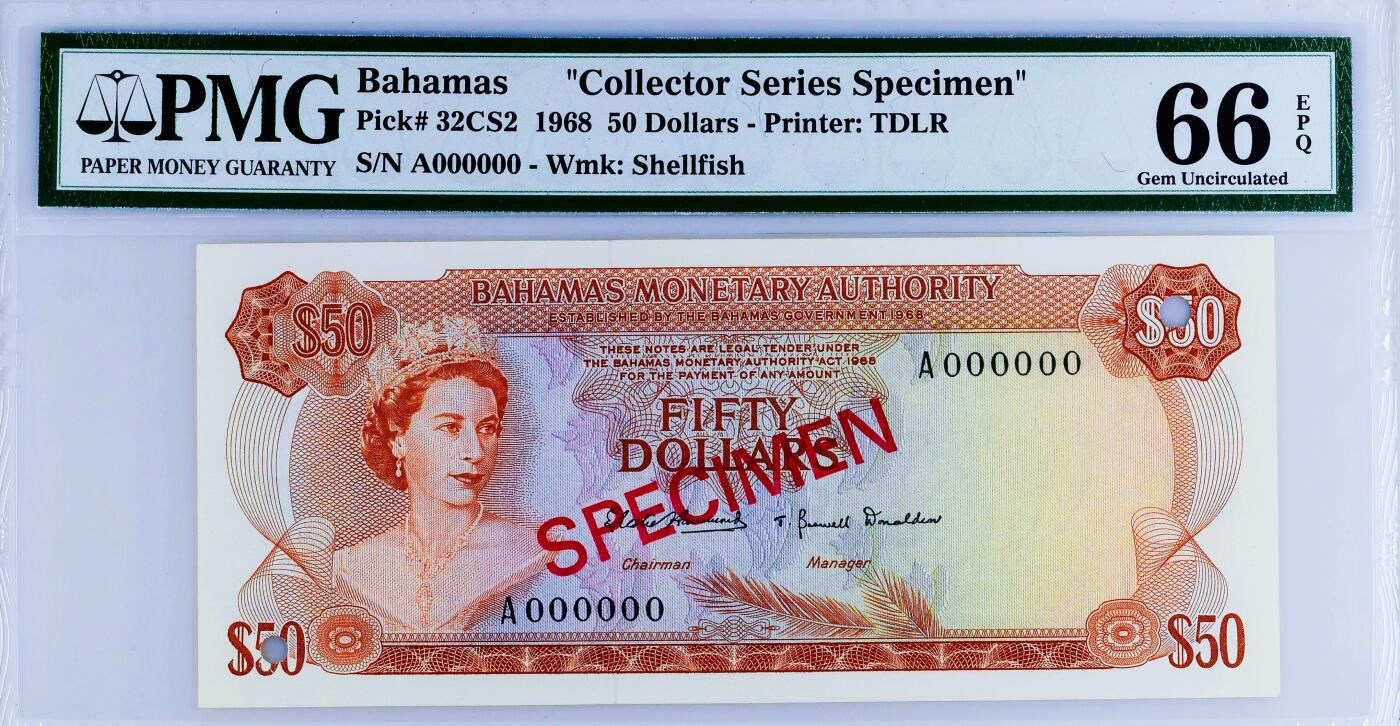 PMG
PAPER MONEY GUARANTY
Bahamas "Collector Series Specimen"
Pick# 32CS2 1968 50 Dollars - Printer: TDLR
S/N A000000 - Wmk: Shellfish
66 EPQ
Gem Uncirculated
$50
BAHAMAS MONETARY AUTHORITY
ESTABLISHED BY THE BAHAMAS GOVERNMENT 1968
$50
THESE NOTES ARE LEGAL TENDER UNDER
THE BAHAMAS MONETARY AUTHORITY ACT 1968
FOR THE PAYMENT OF ANY AMOUNT
A000000
FIFTY
DOLLARS
SPECIMEN
T. Donaldson
Chairman
Manager
A000000
$50
$50